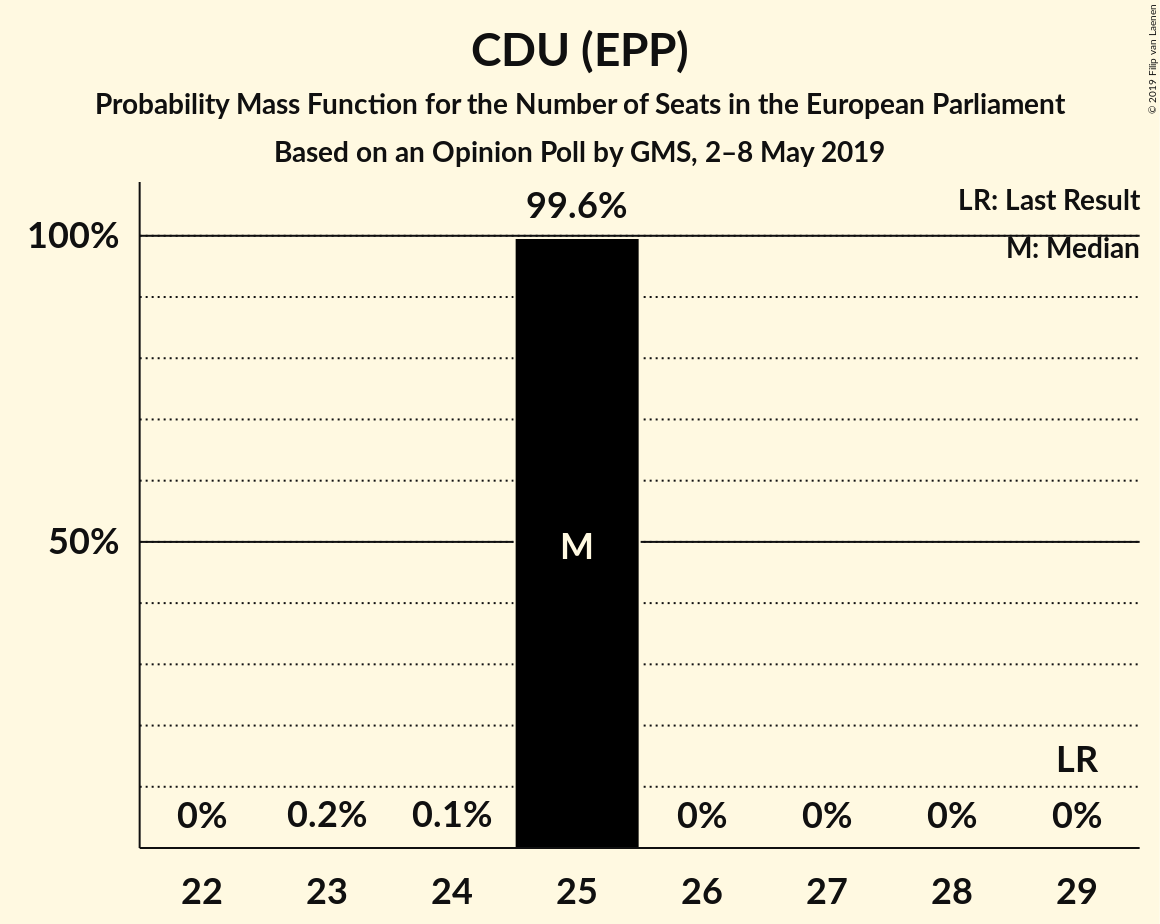 CDU (EPP)
Probability Mass Function for the Number of Seats in the European Parliament
Based on an Opinion Poll by GMS, 2–8 May 2019
© 2019 Filip van Laenen
LR: Last Result
M: Median
99.6%
100%
50%
M
LR
0% 0.2% 0.1% 0% 0% 0% 0%
22 23 24 25 26 27 28 29